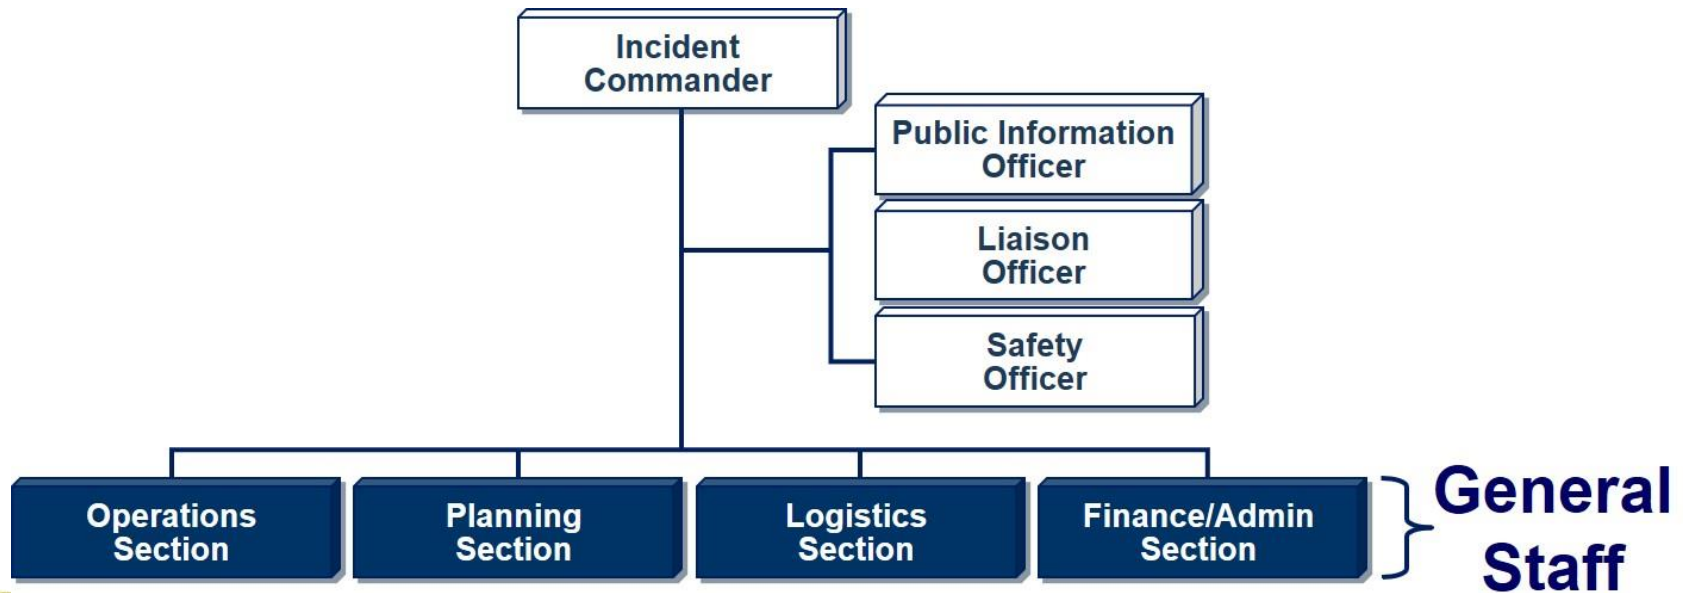 Incident
Commander
Public Information
Officer
Liaison
Officer
Safety
Officer
Operations
Section
Planning
Section
Logistics
Section
Finance/Admin
Section
General
Staff